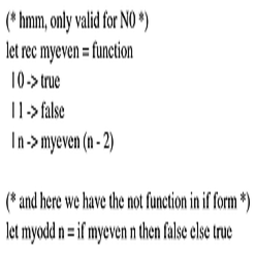 (* hmm, only valid for N0 *)
let rec myeven = function
| 0 -> true
| 1 -> false
| n -> myeven (n - 2)
(* and here we have the not function in if form *)
let myodd n = if myeven n then false else true